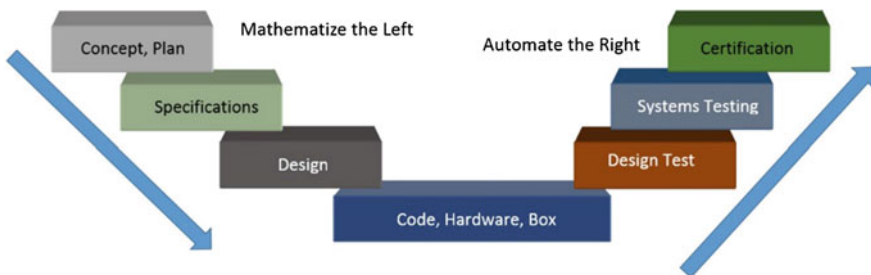 Concept, Plan
Mathematize the Left
Automate the Right
Certification
Specifications
Systems Testing
Design
Design Test
Code, Hardware, Box